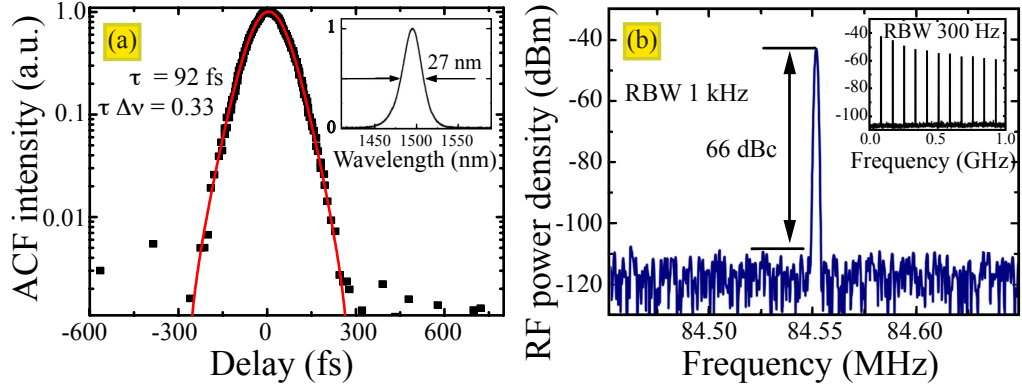 (a)
τ = 92 fs
τ Δν = 0.33
ACF intensity (a.u.)
1.0
0.1
0.01
-600 -300 0 300 600
Delay (fs)
1
0
27 nm
1450 1500 1550
Wavelength (nm)
(b)
RF power density (dBm)
-40
-60
-80
-100
-120
RBW 1 kHz
66 dBc
84.50 84.55 84.60
Frequency (MHz)
RBW 300 Hz
-40
-60
-80
-100
0 0.5 1.0
Frequency (GHz)